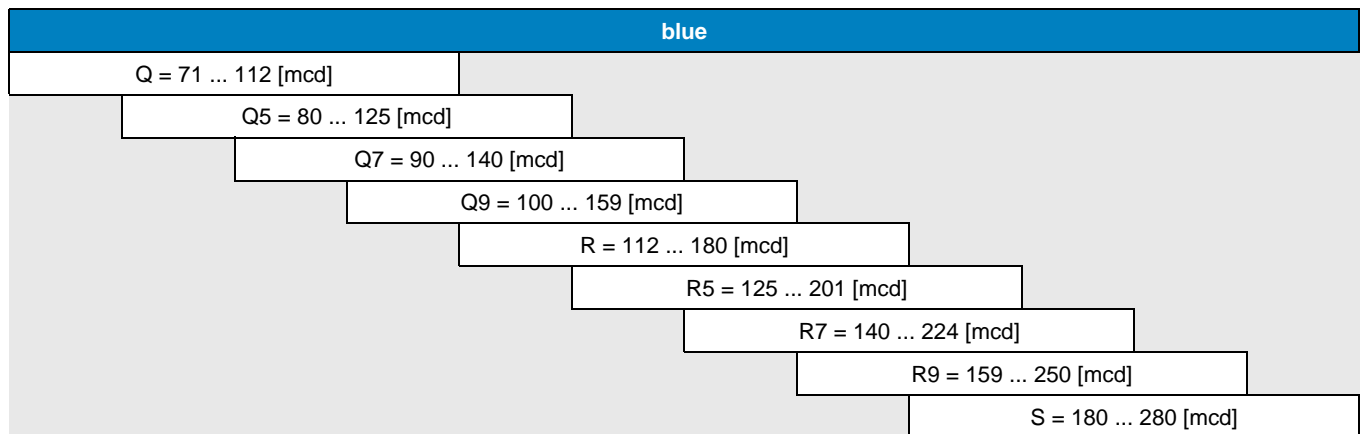 blue
Q = 71 ... 112 [mcd]
Q5 = 80 ... 125 [mcd]
Q7 = 90 ... 140 [mcd]
Q9 = 100 ... 159 [mcd]
R = 112 ... 180 [mcd]
R5 = 125 ... 201 [mcd]
R7 = 140 ... 224 [mcd]
R9 = 159 ... 250 [mcd]
S = 180 ... 280 [mcd]